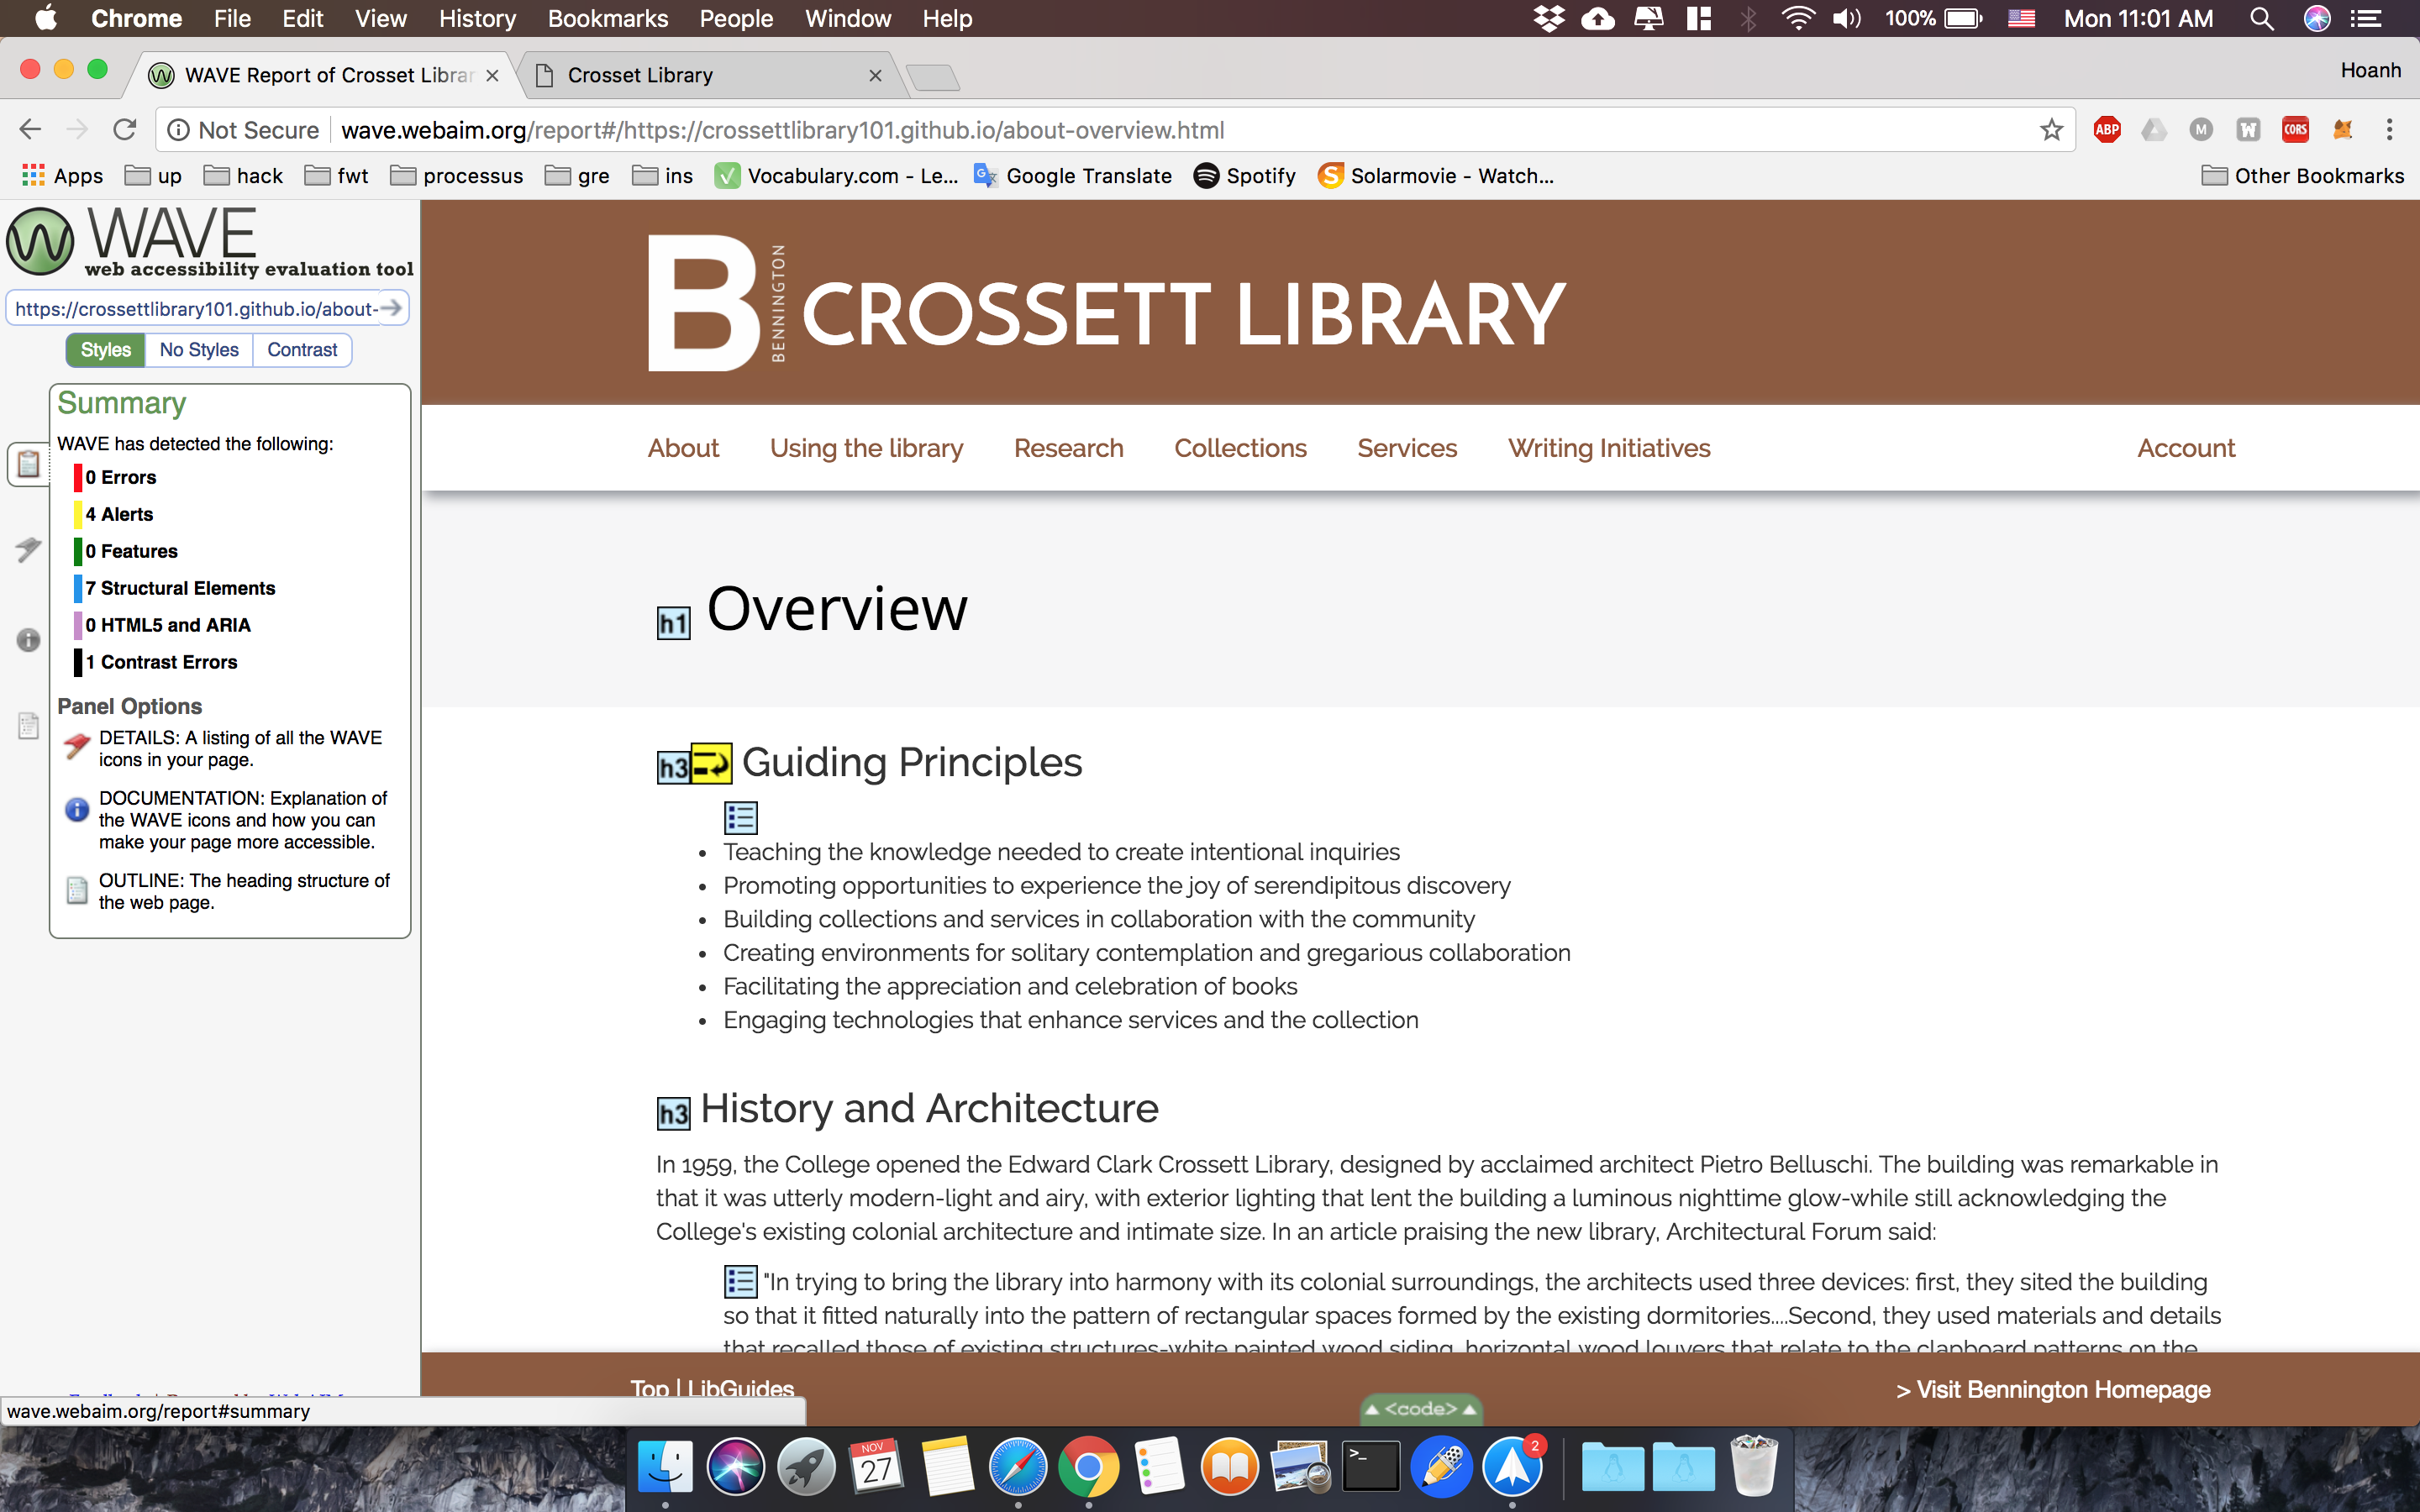 Chrome File Edit View History Bookmarks People Window Help 100% Mon 11:01 AM
WAVE Report of Crosset Librar Crosset Library Hoanh
Not Secure wave.webaim.org/report#/https://crossettlibrary101.github.io/about-overview.html ABP M W CORS
Apps up hack fwt processus gre ins Vocabulary.com - Le... Google Translate Spotify Solarmovie - Watch... Other Bookmarks
WAVE
web accessibility evaluation tool
https://crossettlibrary101.github.io/about-
Styles No Styles Contrast
Summary
WAVE has detected the following:
0 Errors
4 Alerts
0 Features
7 Structural Elements
0 HTML5 and ARIA
1 Contrast Errors
Panel Options
DETAILS: A listing of all the WAVE
icons in your page.
DOCUMENTATION: Explanation of
the WAVE icons and how you can
make your page more accessible.
OUTLINE: The heading structure of
the web page.
wave.webaim.org/report#summary
B BENNINGTON CROSSETT LIBRARY
About Using the library Research Collections Services Writing Initiatives Account
h1 Overview
h3 Guiding Principles
• Teaching the knowledge needed to create intentional inquiries
• Promoting opportunities to experience the joy of serendipitous discovery
• Building collections and services in collaboration with the community
• Creating environments for solitary contemplation and gregarious collaboration
• Facilitating the appreciation and celebration of books
• Engaging technologies that enhance services and the collection
h3 History and Architecture
In 1959, the College opened the Edward Clark Crossett Library, designed by acclaimed architect Pietro Belluschi. The building was remarkable in
that it was utterly modern-light and airy, with exterior lighting that lent the building a luminous nighttime glow-while still acknowledging the
College's existing colonial architecture and intimate size. In an article praising the new library, Architectural Forum said:
"In trying to bring the library into harmony with its colonial surroundings, the architects used three devices: first, they sited the building
so that it fitted naturally into the pattern of rectangular spaces formed by the existing dormitories....Second, they used materials and details
that recalled those of existing structures-white painted wood siding, horizontal wood louvers that relate to the clapboard patterns on the
Top | LibGuides > Visit Bennington Homepage
<code>
NOV
27
2